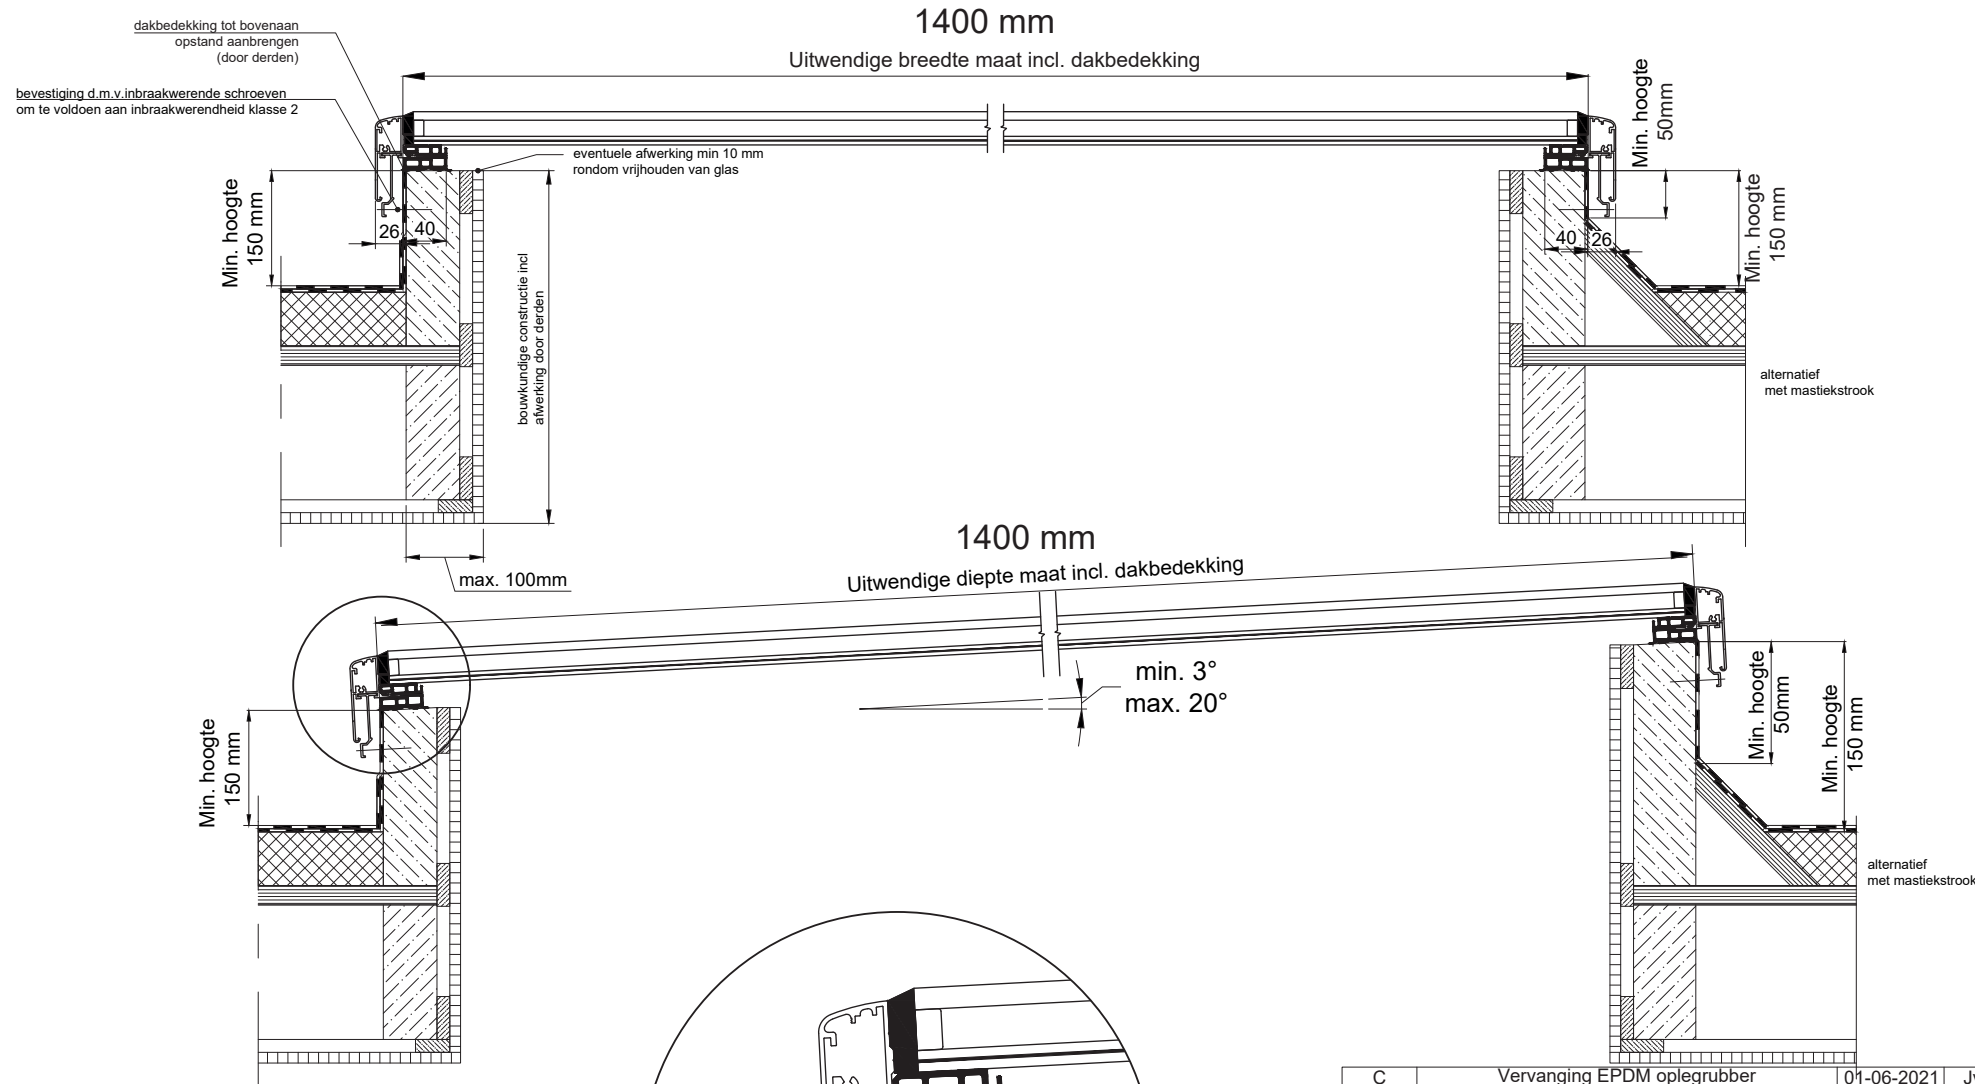 1400 mm
Uitwendige breedte maat incl. dakbedekking
dakbedekking tot bovenaan
opstand aanbrengen
(door derden)
bevestiging d.m.v.inbraakwerende schroeven
om te voldoen aan inbraakwerendheid klasse 2
eventuele afwerking min 10 mm
rondom vrijhouden van glas
Min. hoogte
50mm
Min. hoogte
150 mm
26
40
bouwkundige constructie incl
afwerking door derden
40
26
Min. hoogte
150 mm
alternatief
met mastiekstrook
max. 100mm
1400 mm
Uitwendige diepte maat incl. dakbedekking
min. 3°
max. 20°
Min. hoogte
150 mm
Min. hoogte
50mm
Min. hoogte
150 mm
alternatief
met mastiekstrook
C
Vervanging EPDM oplegrubber
01-06-2021